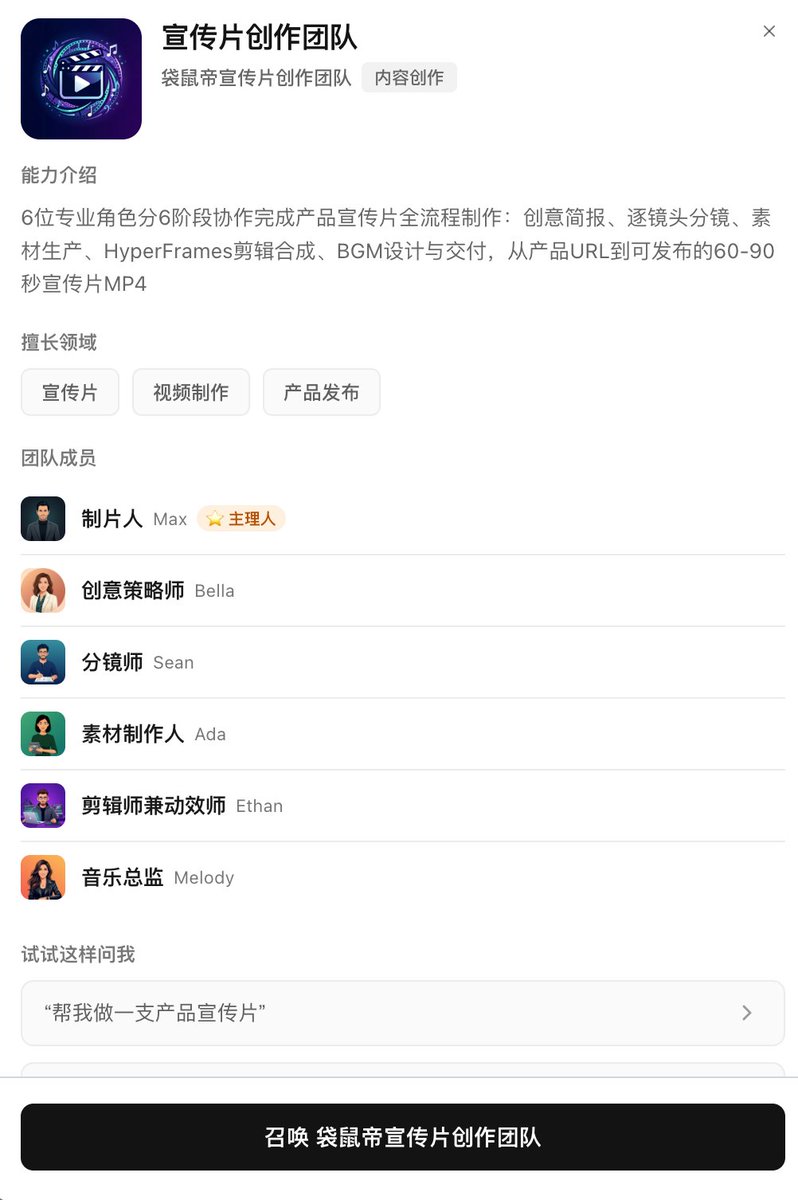 宣传片创作团队
袋鼠帝宣传片创作团队 内容创作
能力介绍
6位专业角色分6阶段协作完成产品宣传片全流程制作：创意简报、逐镜头分镜、素
材生产、HyperFrames剪辑合成、BGM设计与交付，从产品URL到可发布的60-90
秒宣传片MP4
擅长领域
宣传片 视频制作 产品发布
团队成员
制片人 Max ⭐ 主理人
创意策略师 Bella
分镜师 Sean
素材制作人 Ada
剪辑师兼动效师 Ethan
音乐总监 Melody
试试这样问我
“帮我做一支产品宣传片”
召唤 袋鼠帝宣传片创作团队